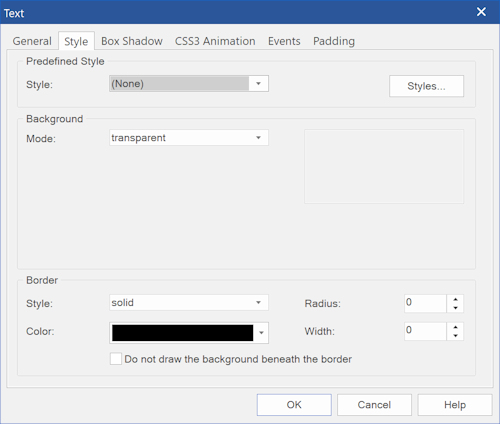 Text
General Style Box Shadow CSS3 Animation Events Padding
Predefined Style
Style: (None) Styles...
Background
Mode: transparent
Border
Style: solid Radius: 0
Color: Width: 0
Do not draw the background beneath the border
OK Cancel Help